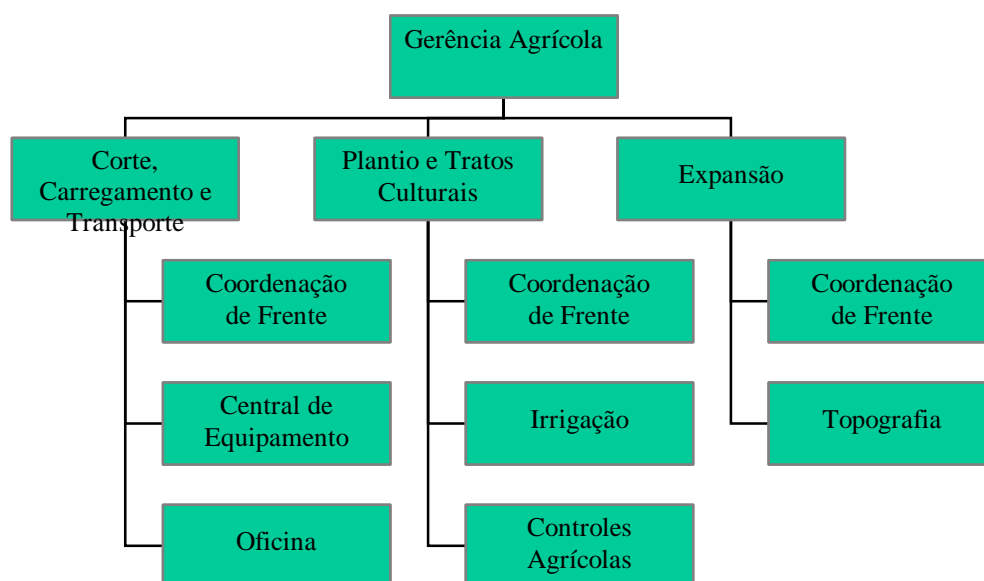 Gerência Agrícola
Corte,
Carregamento e
Transporte
Plantio e Tratos
Culturais
Expansão
Coordenação
de Frente
Coordenação
de Frente
Coordenação
de Frente
Central de
Equipamento
Irrigação
Topografia
Oficina
Controles
Agrícolas